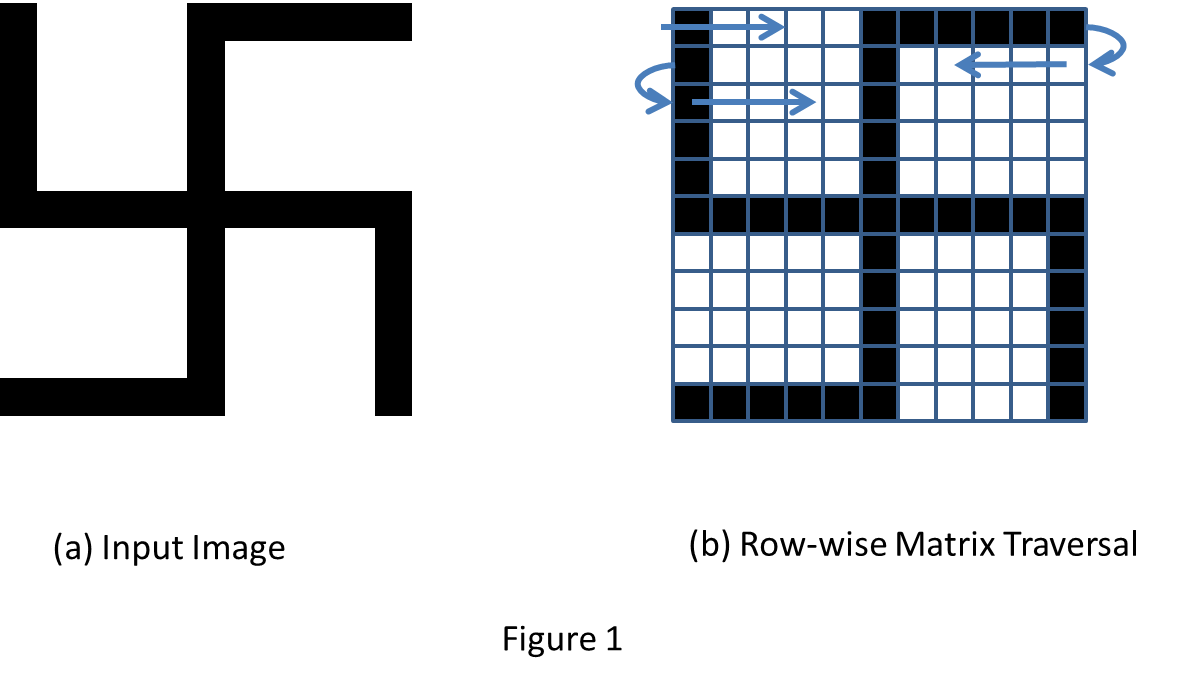 (a) Input Image
(b) Row-wise Matrix Traversal
Figure 1